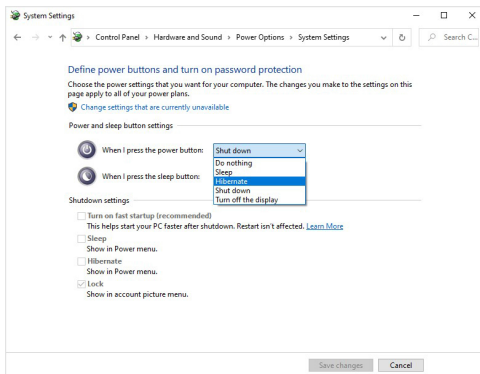 System Settings
Control Panel > Hardware and Sound > Power Options > System Settings
Search C...
Define power buttons and turn on password protection
Choose the power settings that you want for your computer. The changes you make to the settings on this
page apply to all of your power plans.
Change settings that are currently unavailable
Power and sleep button settings
When I press the power button:
Shut down
Do nothing
Sleep
Hibernate
Shut down
Turn off the display
When I press the sleep button:
Shutdown settings
Turn on fast startup (recommended)
This helps start your PC faster after shutdown. Restart isn't affected. Learn More
Sleep
Show in Power menu.
Hibernate
Show in Power menu.
Lock
Show in account picture menu.
Save changes
Cancel